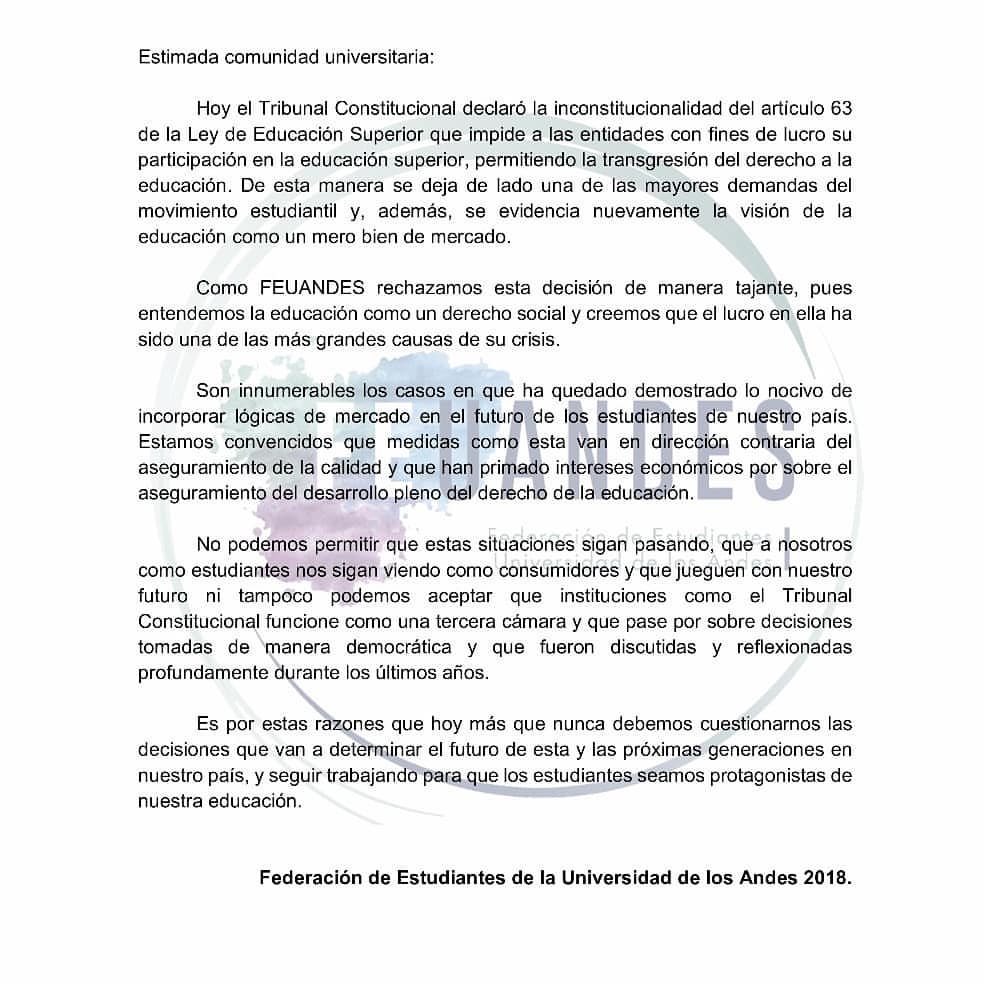 Estimada comunidad universitaria:
Hoy el Tribunal Constitucional declaró la inconstitucionalidad del artículo 63
de la Ley de Educación Superior que impide a las entidades con fines de lucro su
participación en la educación superior, permitiendo la transgresión del derecho a la
educación. De esta manera se deja de lado una de las mayores demandas del
movimiento estudiantil y, además, se evidencia nuevamente la visión de la
educación como un mero bien de mercado.
Como FEUANDES rechazamos esta decisión de manera tajante, pues
entendemos la educación como un derecho social y creemos que el lucro en ella ha
sido una de las más grandes causas de su crisis.
Son innumerables los casos en que ha quedado demostrado lo nocivo de
incorporar lógicas de mercado en el futuro de los estudiantes de nuestro país.
Estamos convencidos que medidas como esta van en dirección contraria del
aseguramiento de la calidad y que han primado intereses económicos por sobre el
aseguramiento del desarrollo pleno del derecho de la educación.
No podemos permitir que estas situaciones sigan pasando, que a nosotros
como estudiantes nos sigan viendo como consumidores y que jueguen con nuestro
futuro ni tampoco podemos aceptar que instituciones como el Tribunal
Constitucional funcione como una tercera cámara y que pase por sobre decisiones
tomadas de manera democrática y que fueron discutidas y reflexionadas
profundamente durante los últimos años.
Es por estas razones que hoy más que nunca debemos cuestionarnos las
decisiones que van a determinar el futuro de esta y las próximas generaciones en
nuestro país, y seguir trabajando para que los estudiantes seamos protagonistas de
nuestra educación.
Federación de Estudiantes de la Universidad de los Andes 2018.
FEUANDES
Federación de Estudiantes
Universidad de los Andes